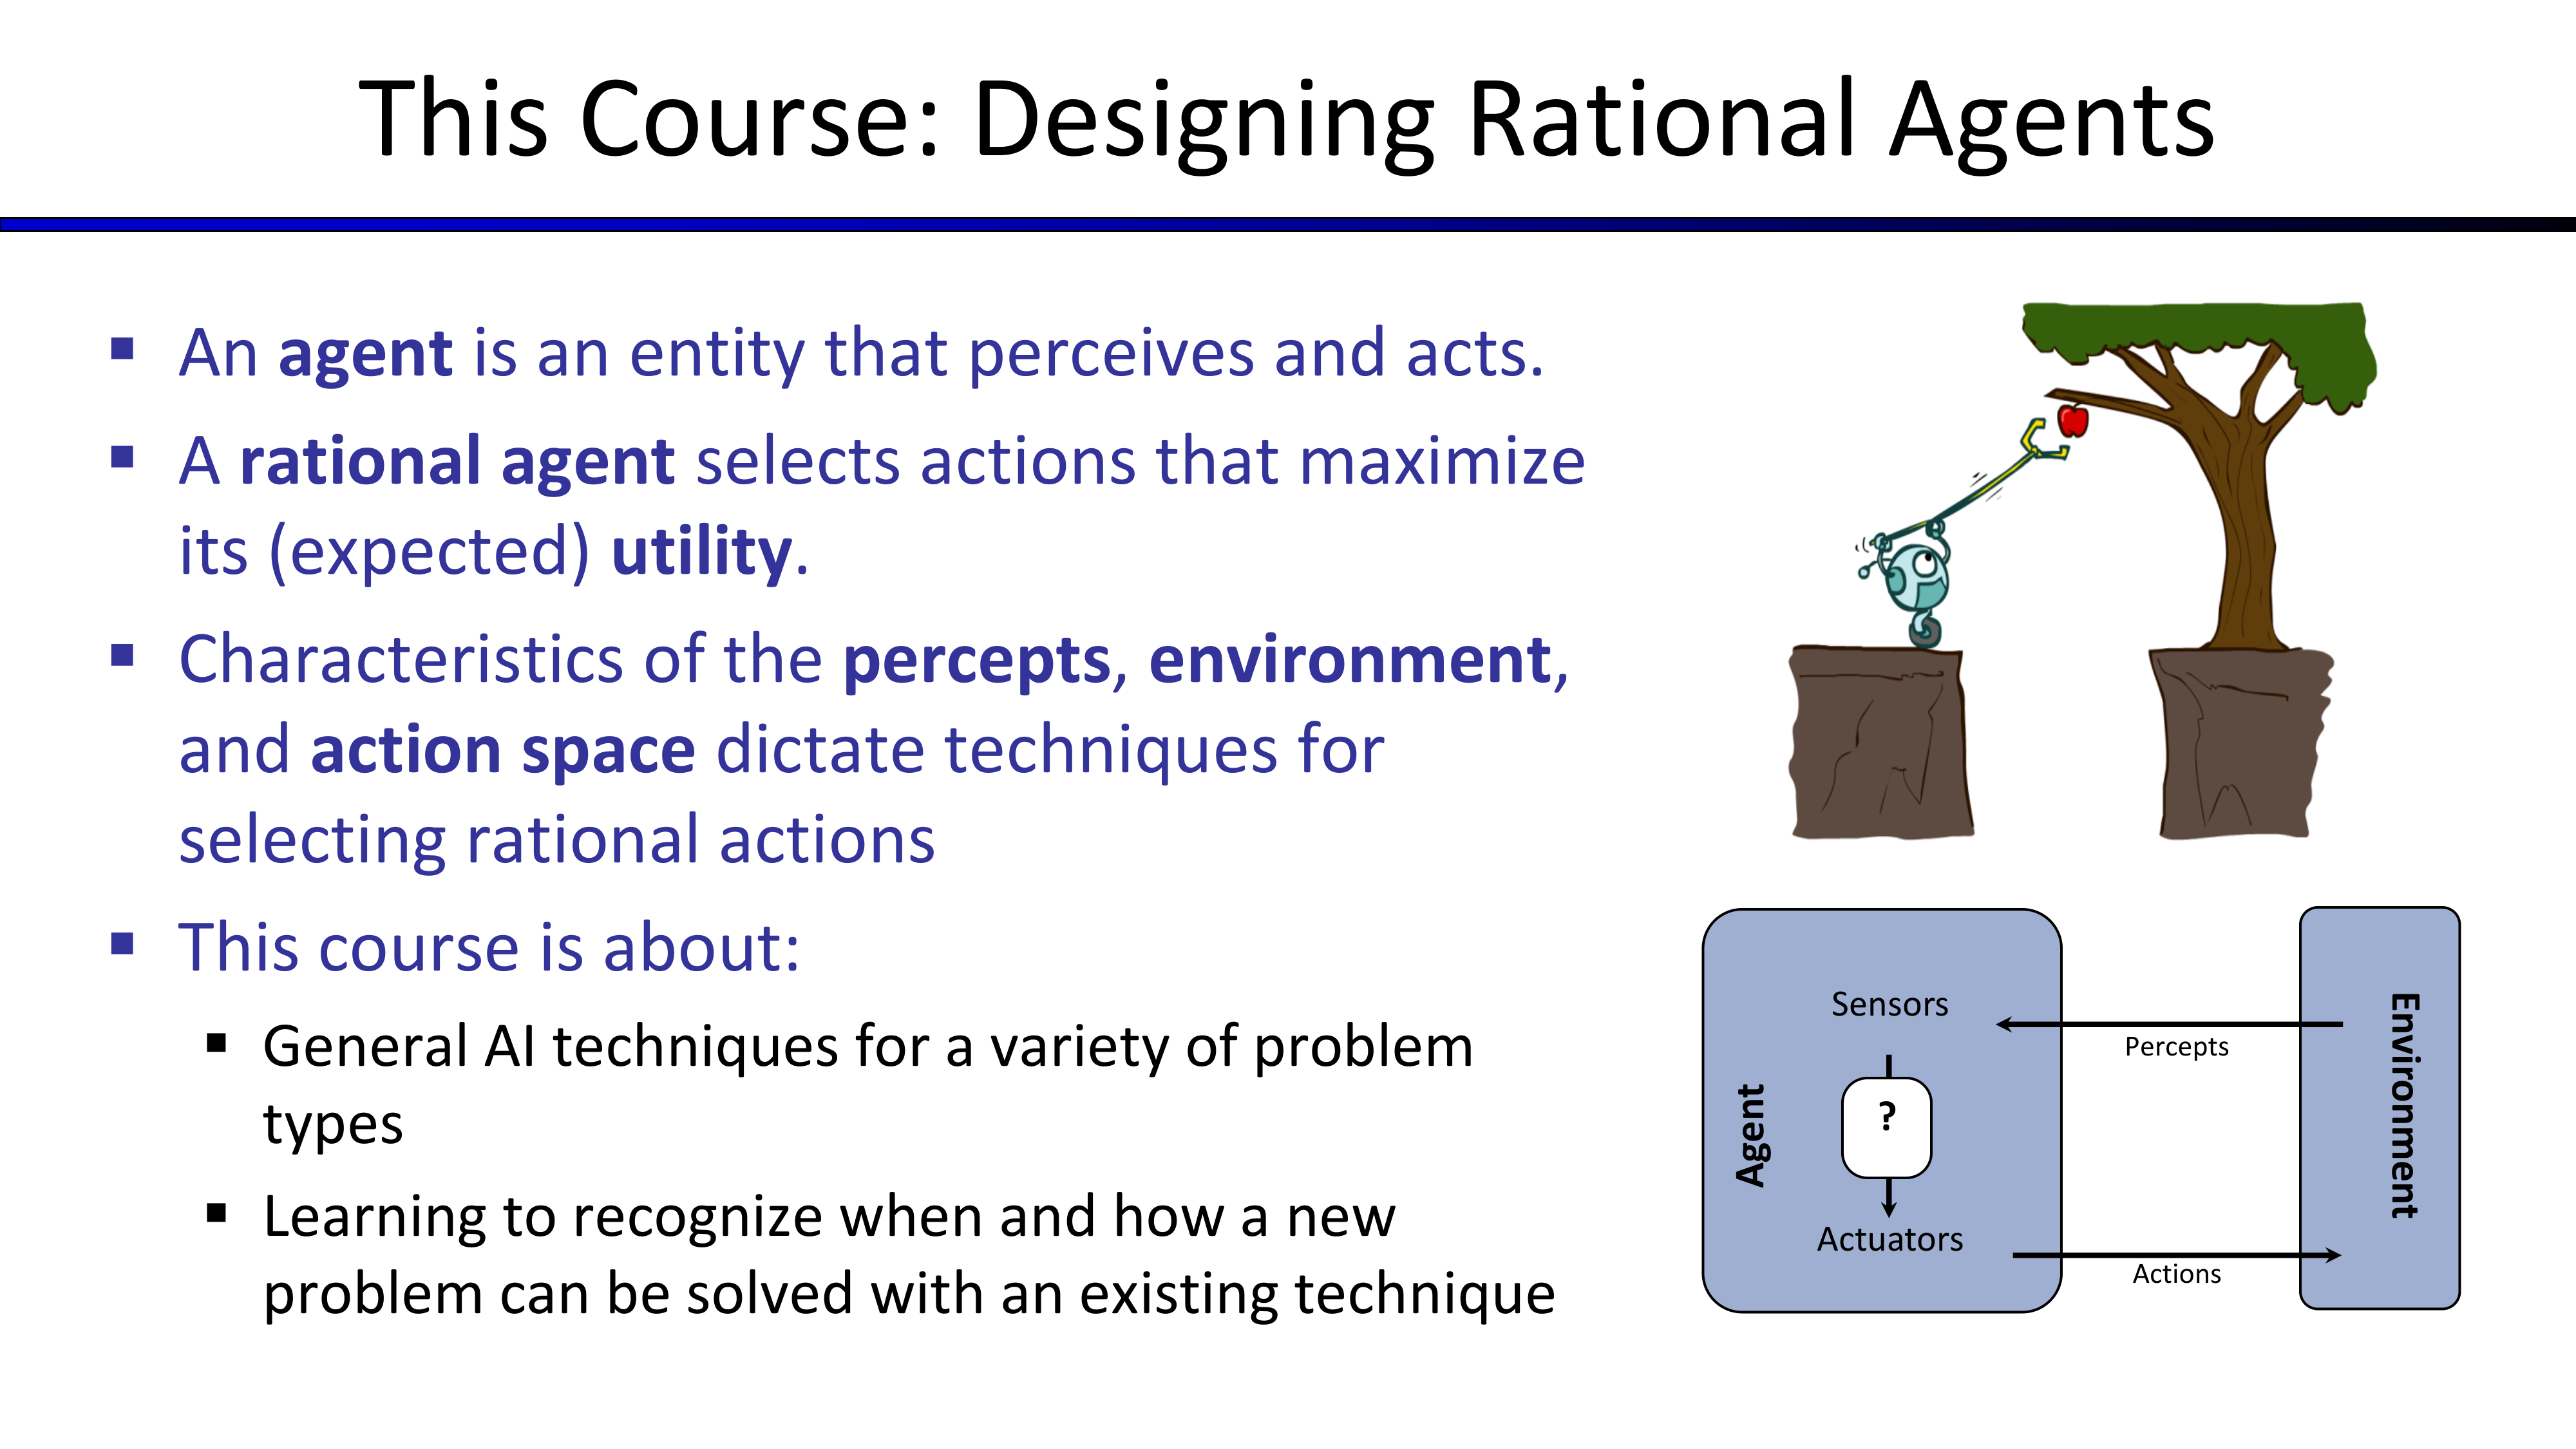 This Course: Designing Rational Agents
▪ An agent is an entity that perceives and acts.
▪ A rational agent selects actions that maximize
its (expected) utility.
▪ Characteristics of the percepts, environment,
and action space dictate techniques for
selecting rational actions
▪ This course is about:
▪ General AI techniques for a variety of problem
types
▪ Learning to recognize when and how a new
problem can be solved with an existing technique
Agent
Sensors
?
Actuators
Percepts
Actions
Environment